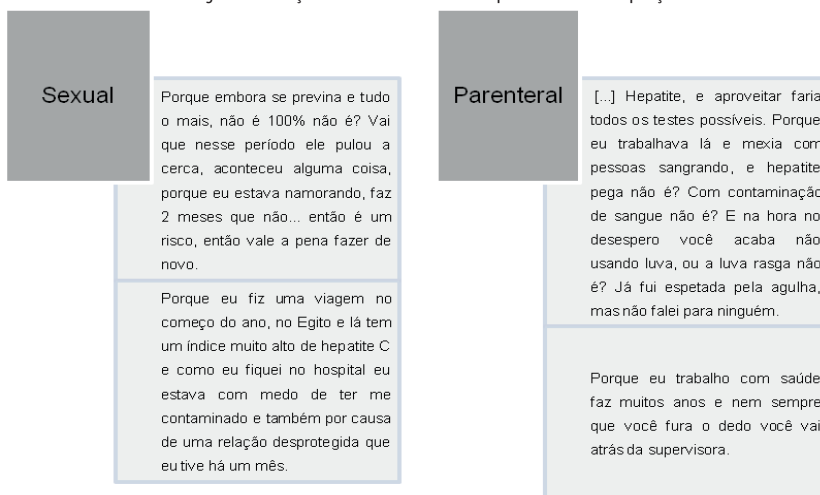 Sexual
Porque embora se previna e tudo
o mais, não é 100% não é? Vai
que nesse período ele pulou a
cerca, aconteceu alguma coisa,
porque eu estava namorando, faz
2 meses que não... então é um
risco, então vale a pena fazer de
novo.
Porque eu fiz uma viagem no
começo do ano, no Egito e lá tem
um índice muito alto de hepatite C
e como eu fiquei no hospital eu
estava com medo de ter me
contaminado e também por causa
de uma relação desprotegida que
eu tive há um mês.
Parenteral
[...] Hepatite, e aproveitar faria
todos os testes possíveis. Porque
eu trabalhava lá e mexia com
pessoas sangrando, e hepatite
pega não é? Com contaminação
de sangue não é? E na hora no
desespero você acaba não
usando luva, ou a luva rasga não
é? Já fui espetada pela agulha,
mas não falei para ninguém.
Porque eu trabalho com saúde
faz muitos anos e nem sempre
que você fura o dedo você vai
atrás da supervisora.